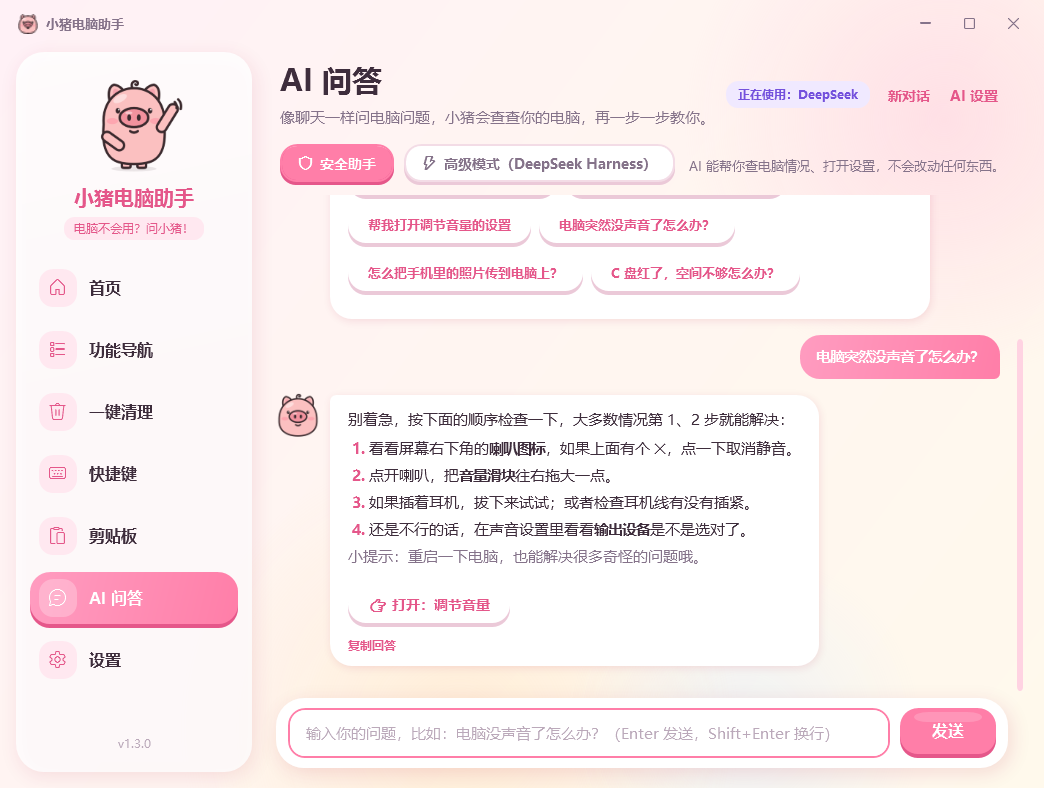 小猪电脑助手
小猪电脑助手
电脑不会用？问小猪！
首页
功能导航
一键清理
快捷键
剪贴板
AI 问答
设置
v1.3.0
AI 问答
像聊天一样问电脑问题，小猪会查查你的电脑，再一步一步教你。
正在使用：DeepSeek
新对话
AI 设置
安全助手
高级模式（DeepSeek Harness）
AI 能帮你查电脑情况、打开设置，不会改动任何东西。
帮我打开调节音量的设置
电脑突然没声音了怎么办？
怎么把手机里的照片传到电脑上？
C 盘红了，空间不够怎么办？
电脑突然没声音了怎么办？
别着急，按下面的顺序检查一下，大多数情况第 1、2 步就能解决：
1. 看看屏幕右下角的喇叭图标，如果上面有个 ×，点一下取消静音。
2. 点开喇叭，把音量滑块往右拖大一点。
3. 如果插着耳机，拔下来试试；或者检查耳机线有没有插紧。
4. 还是不行的话，在声音设置里看看输出设备是不是选对了。
小提示：重启一下电脑，也能解决很多奇怪的问题哦。
打开：调节音量
复制回答
输入你的问题，比如：电脑没声音了怎么办？（Enter 发送，Shift+Enter 换行）
发送